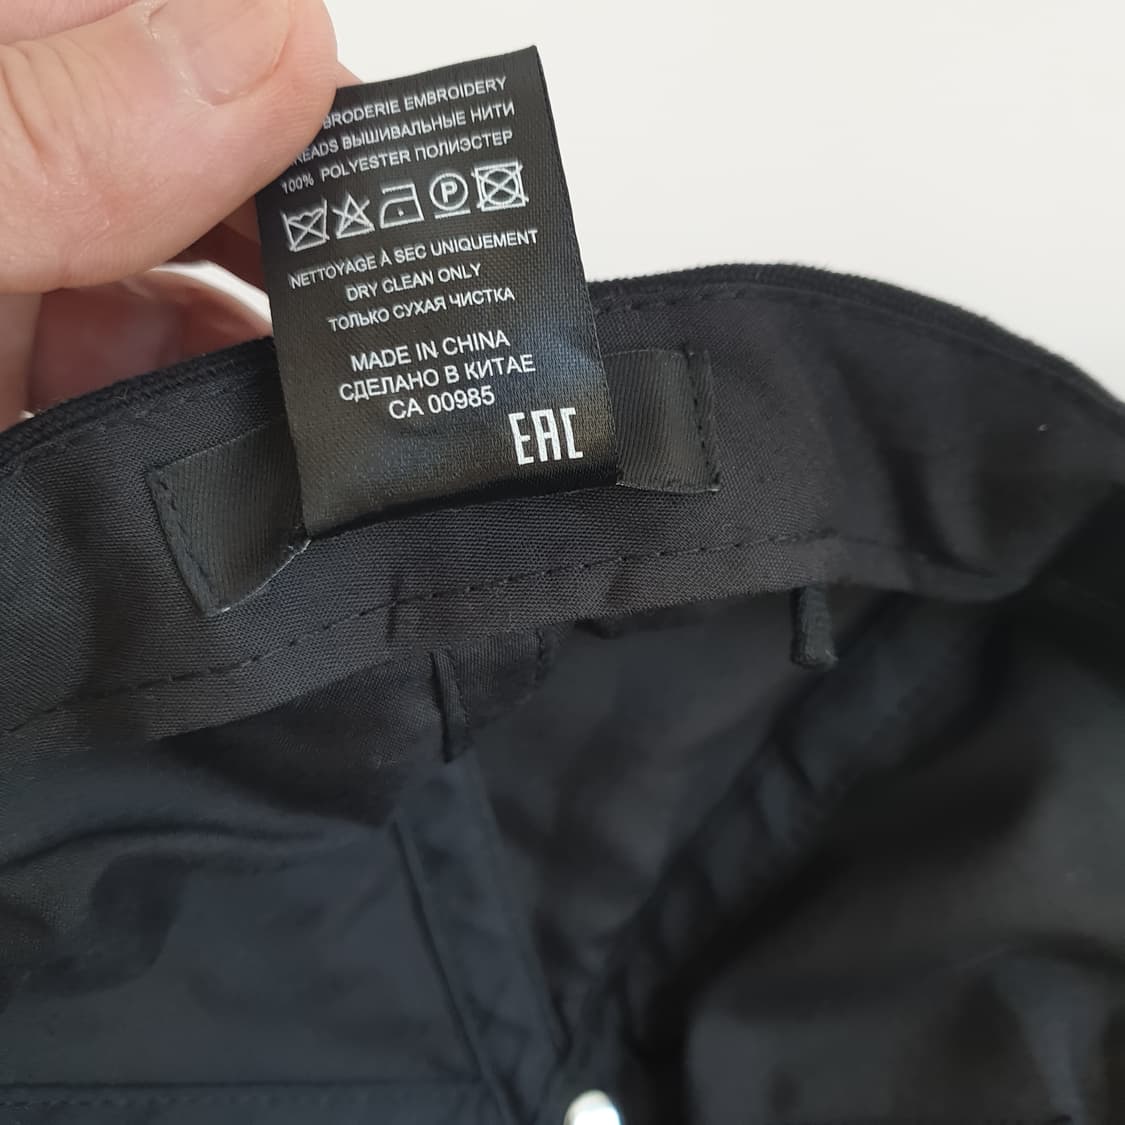 BRODERIE EMBROIDERY
READS ВЫШИВАЛЬНЫЕ НИТИ
100% POLYESTER ПОЛИЭСТЕР
P
NETTOYAGE À SEC UNIQUEMENT
DRY CLEAN ONLY
ТОЛЬКО СУХАЯ ЧИСТКА
MADE IN CHINA
СДЕЛАНО В КИТАЕ
CA 00985
EAC